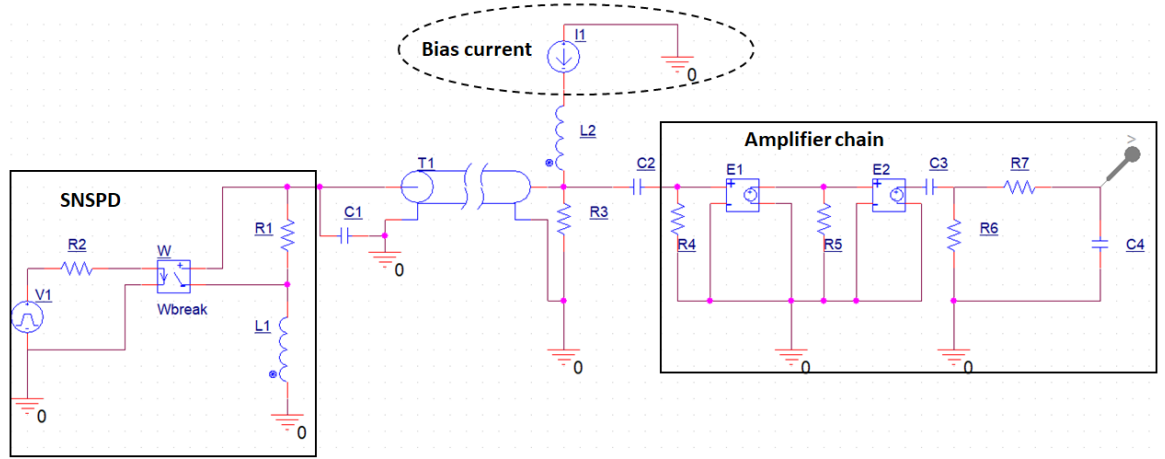 Bias current
I1
0
L2
Amplifier chain
V
T1
C2
E1
E2
C3
R7
SNSPD
R1
C1
R3
R4
R5
R6
C4
R2
W
0
V1
Wbreak
L1
0
0
0
0
0